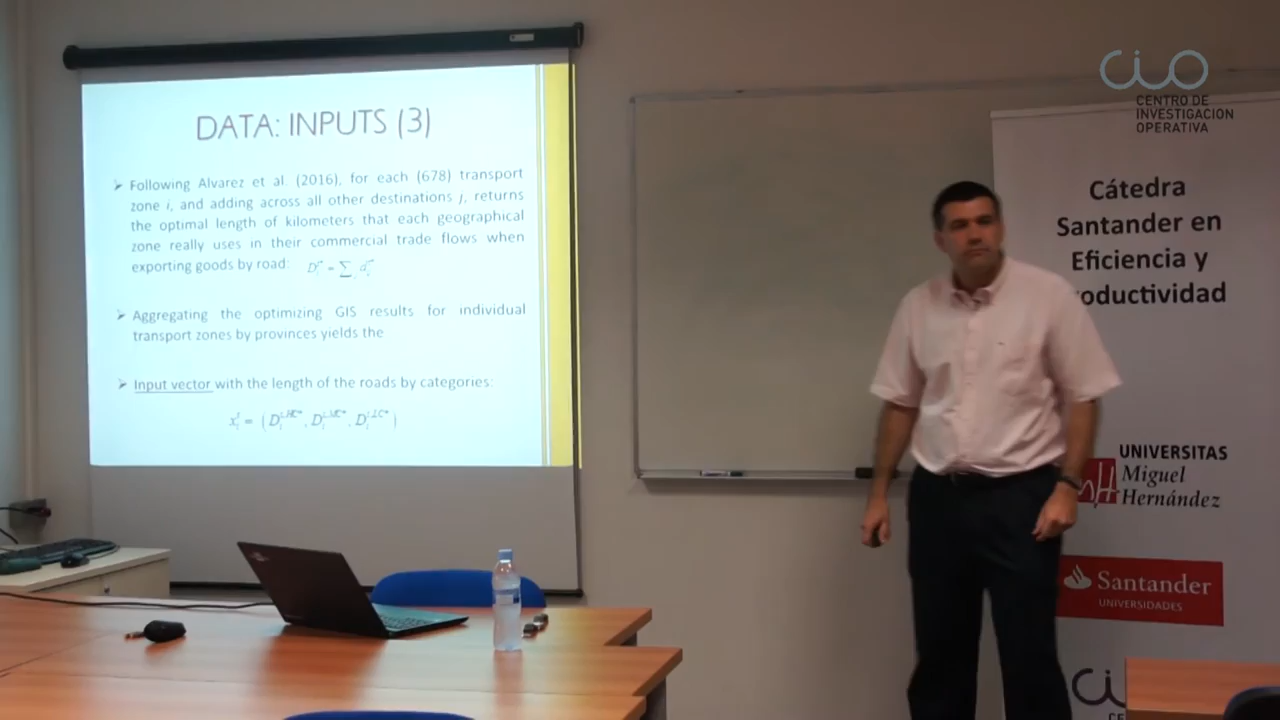 DATA: INPUTS (3)
➢ Following Alvarez et al. (2016), for each (678) transport
zone i, and adding across all other destinations j, returns
the optimal length of kilometers that each geographical
zone really uses in their commercial trade flows when
exporting goods by road:
➢ Aggregating the optimizing GIS results for individual
transport zones by provinces yields the
➢ Input vector with the length of the roads by categories:
CIO
CENTRO DE
INVESTIGACION
OPERATIVA
Cátedra
Santander en
Eficiencia y
oductividad
UNIVERSITAS
Miguel
Hernández
Santander
UNIVERSIDADES